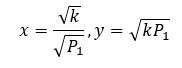 x = √k / √P₁, y = √kP₁